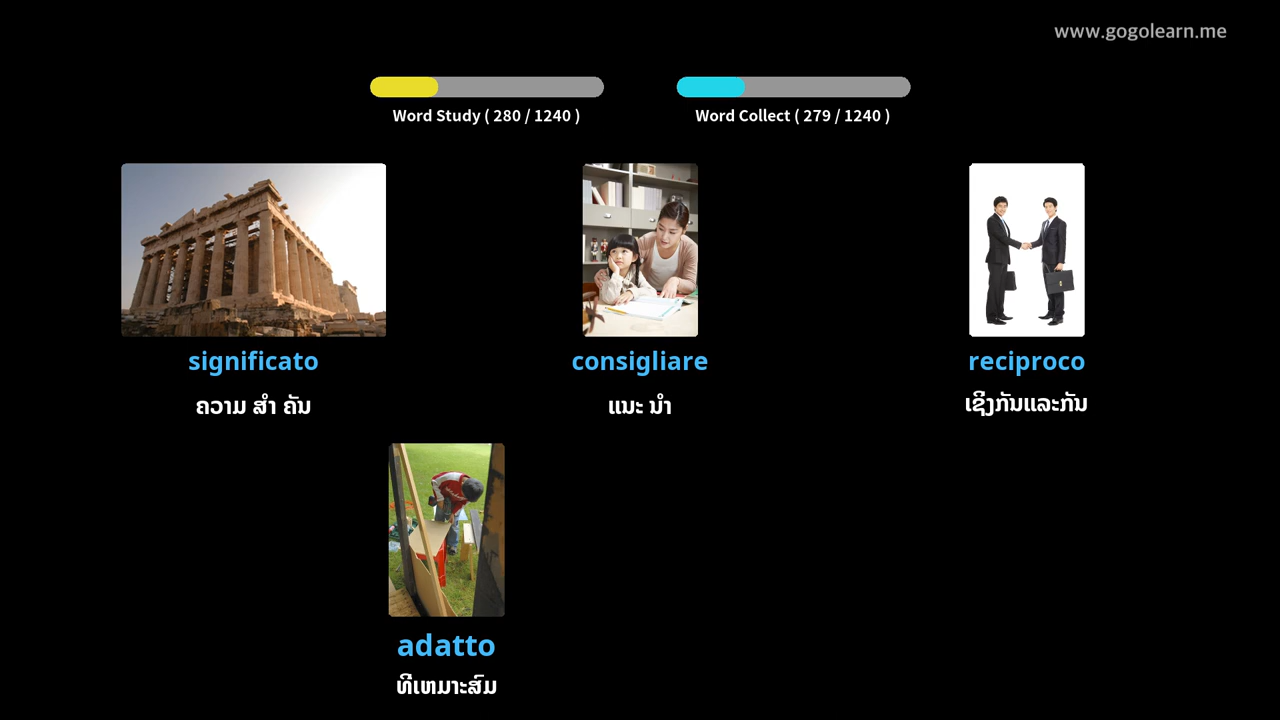 www.gogolearn.me
Word Study ( 280 / 1240 )
Word Collect ( 279 / 1240 )
significato
consigliare
reciproco
ຄວາມ ສຳ ຄັນ
ແນະ ນຳ
ເຊິ່ງກັນແລະກັນ
adatto
ທີ່ເຫມາະສົມ